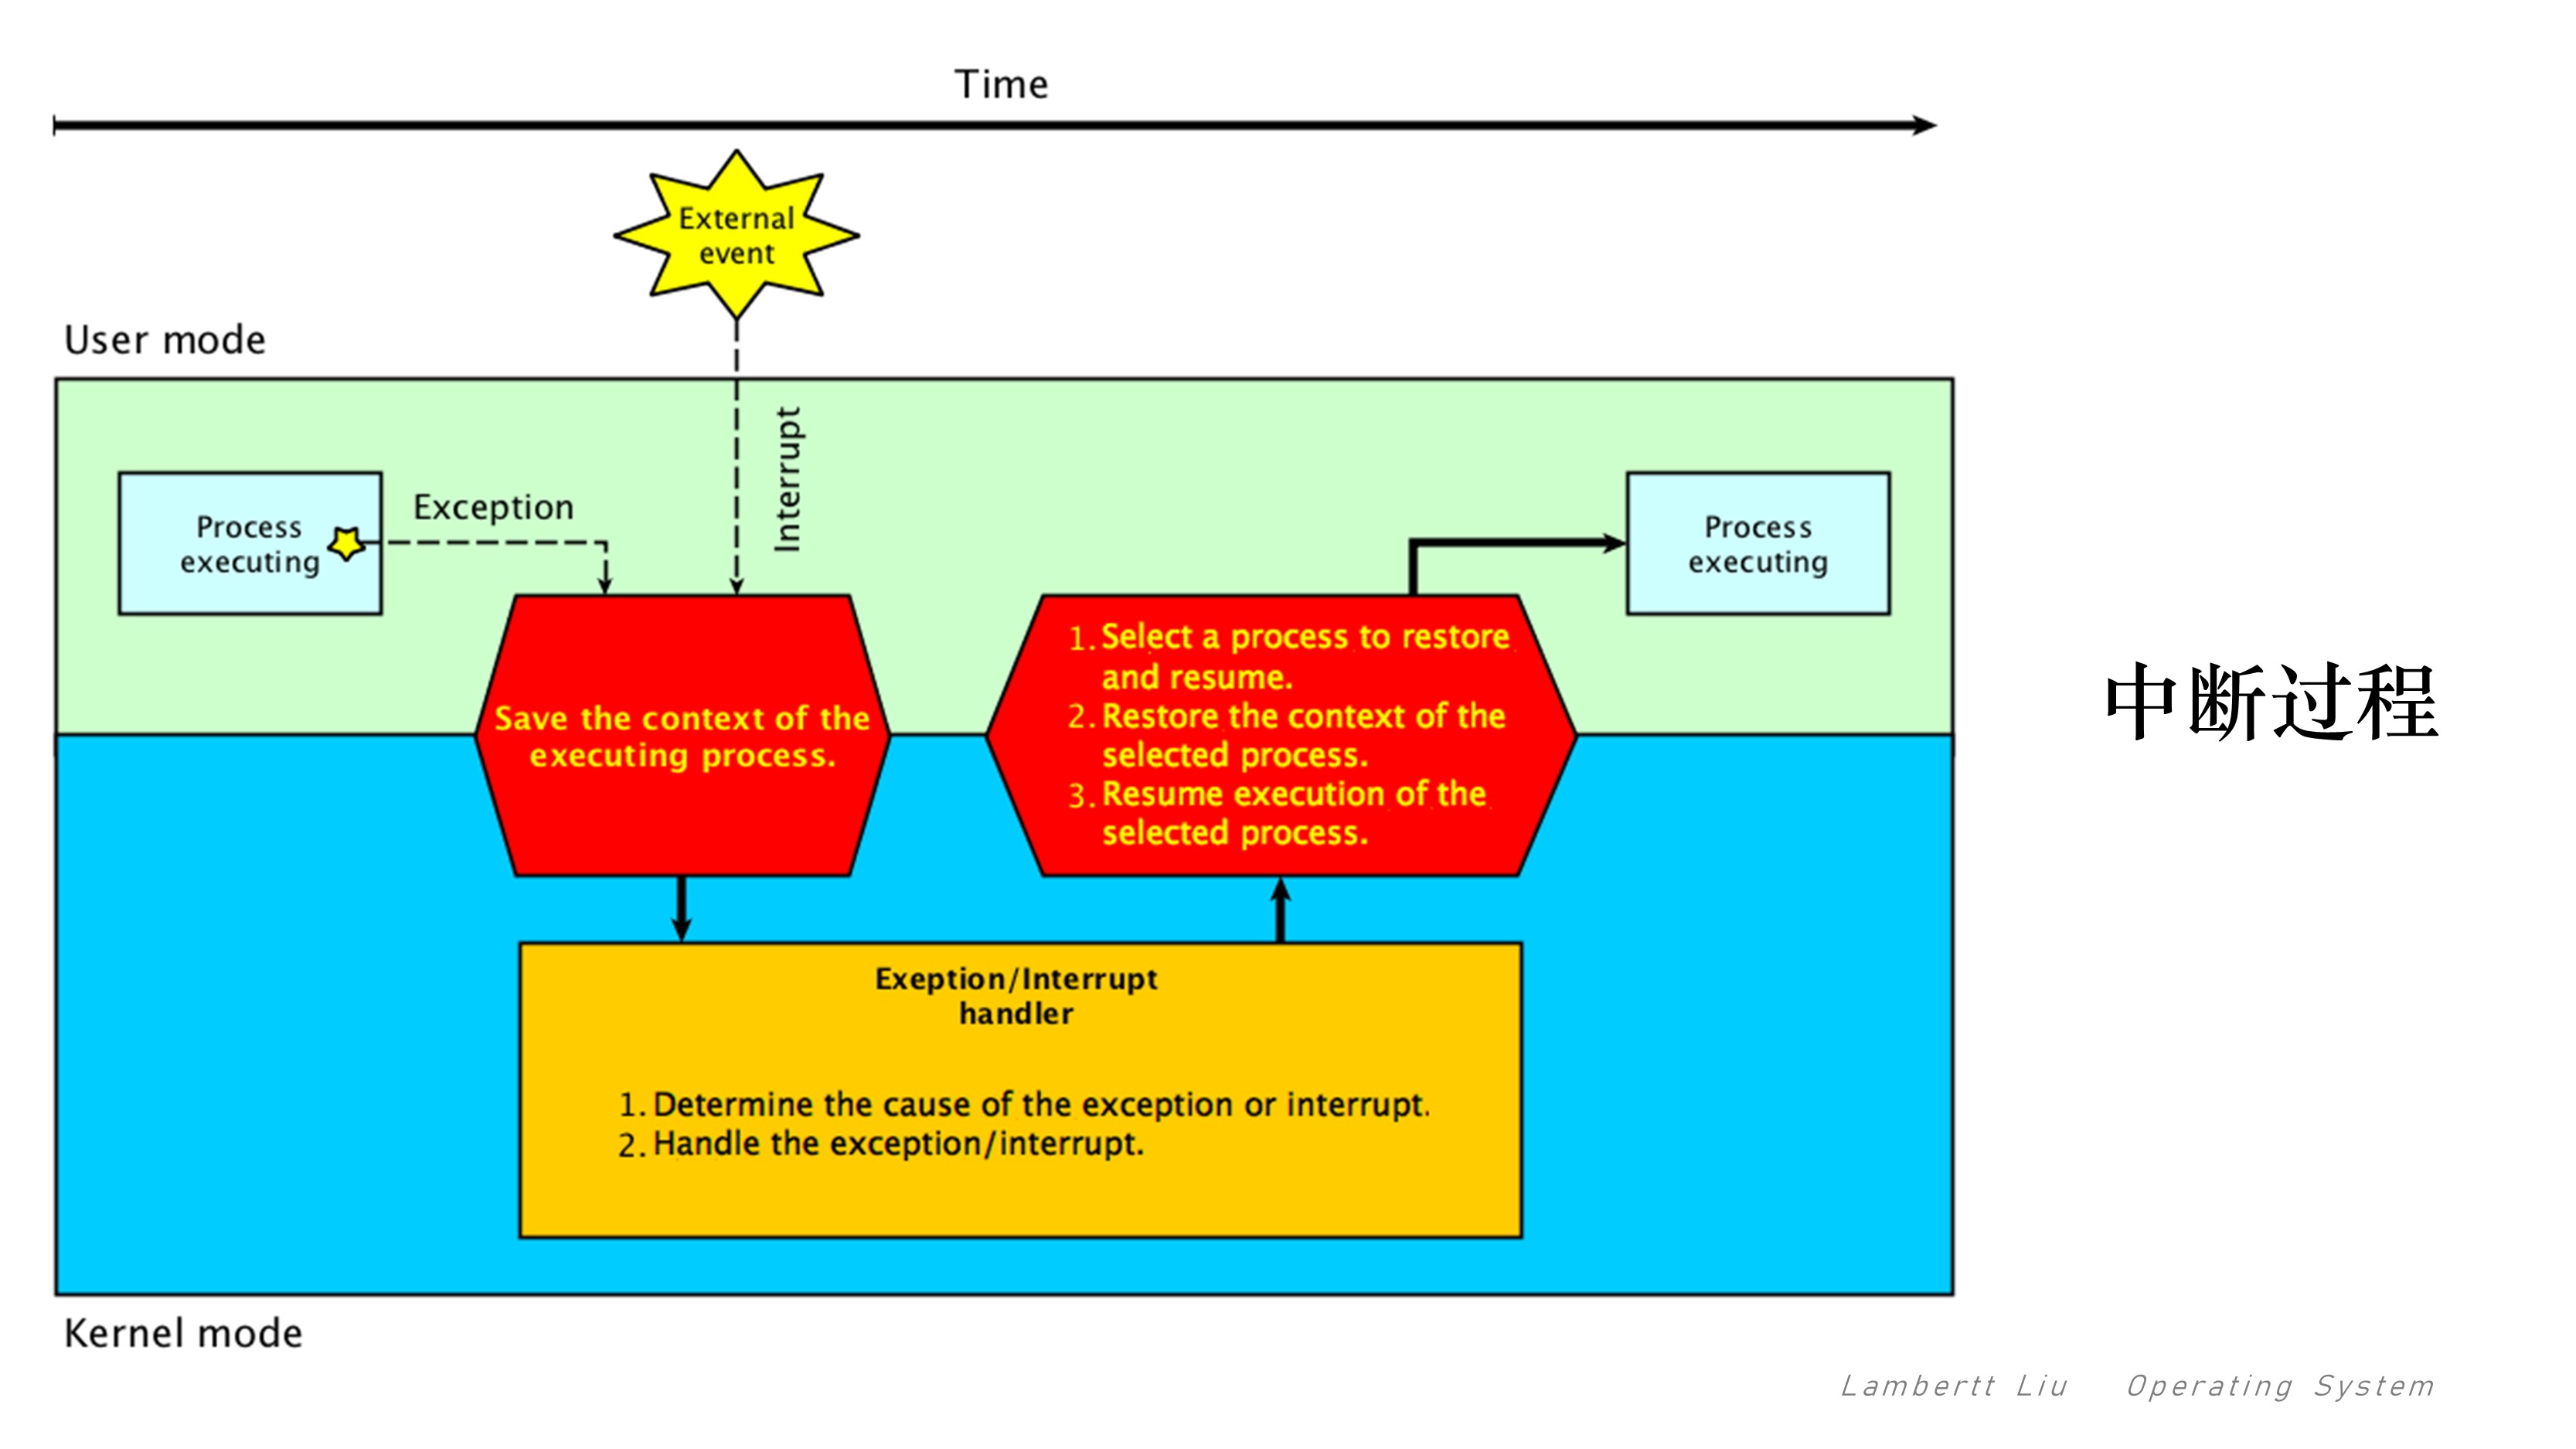 Time
External
event
User mode
Interrupt
Exception
Process
executing
Process
executing
Save the context of the
executing process.
1. Select a process to restore
and resume.
2. Restore the context of the
selected process.
3. Resume execution of the
selected process.
中断过程
Exeption/Interrupt
handler
1. Determine the cause of the exception or interrupt.
2. Handle the exception/interrupt.
Kernel mode
Lambertt Liu Operating System